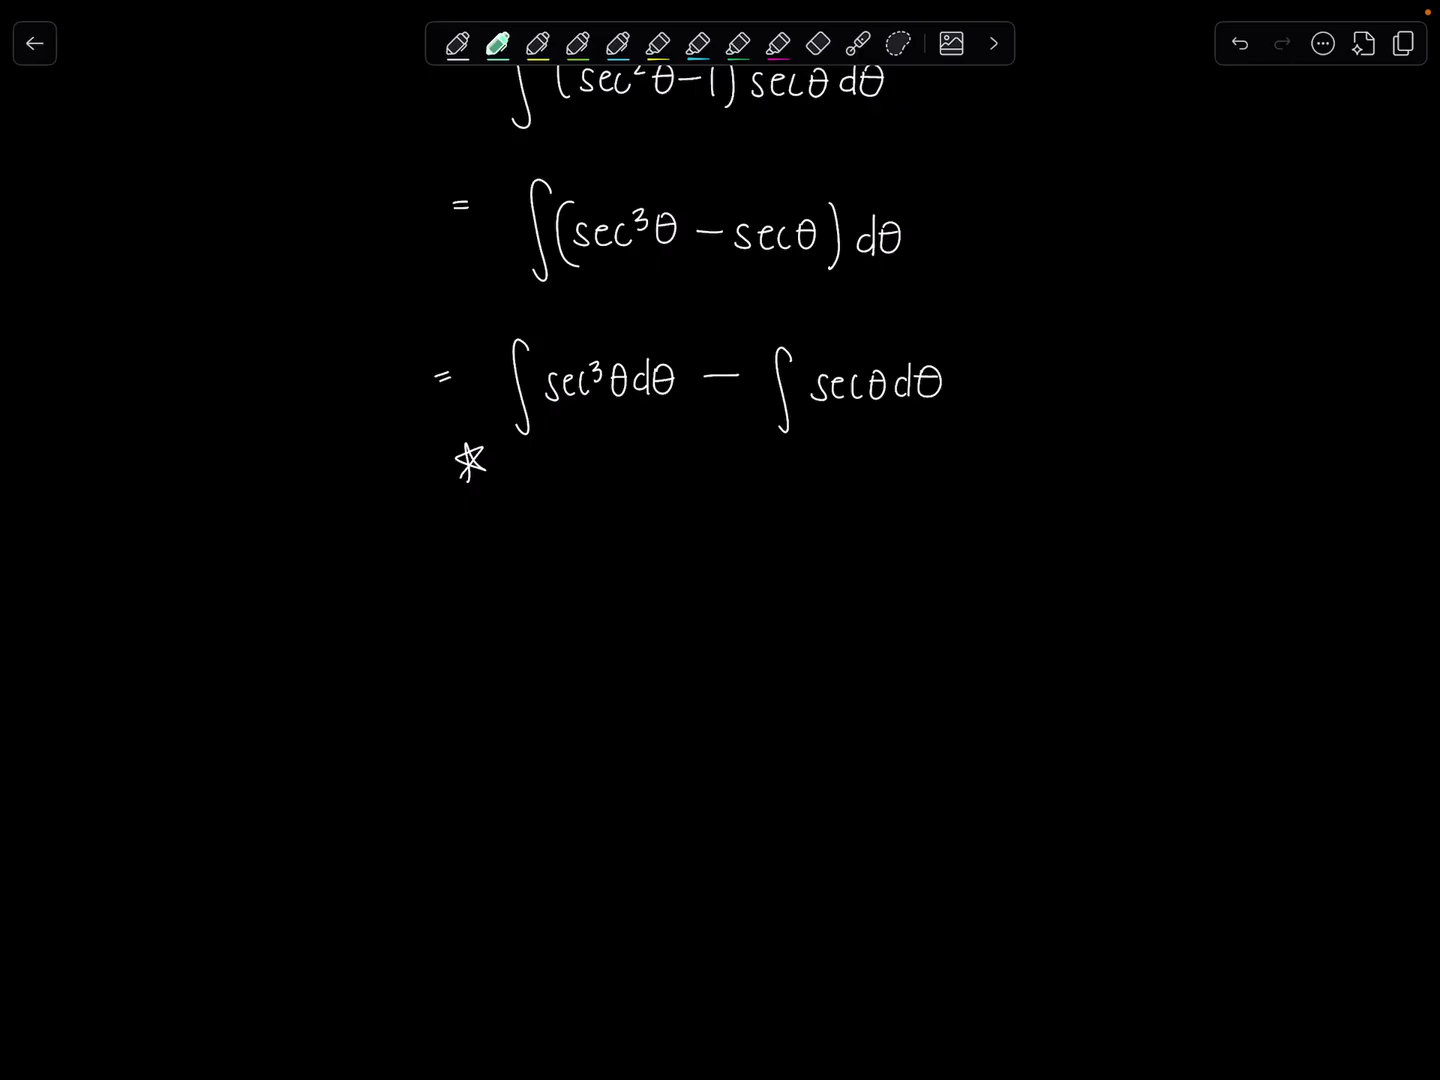 ∫ (sec²θ-1) secθ dθ
= ∫(sec³θ - secθ) dθ
= ∫ sec³θdθ - ∫ secθdθ